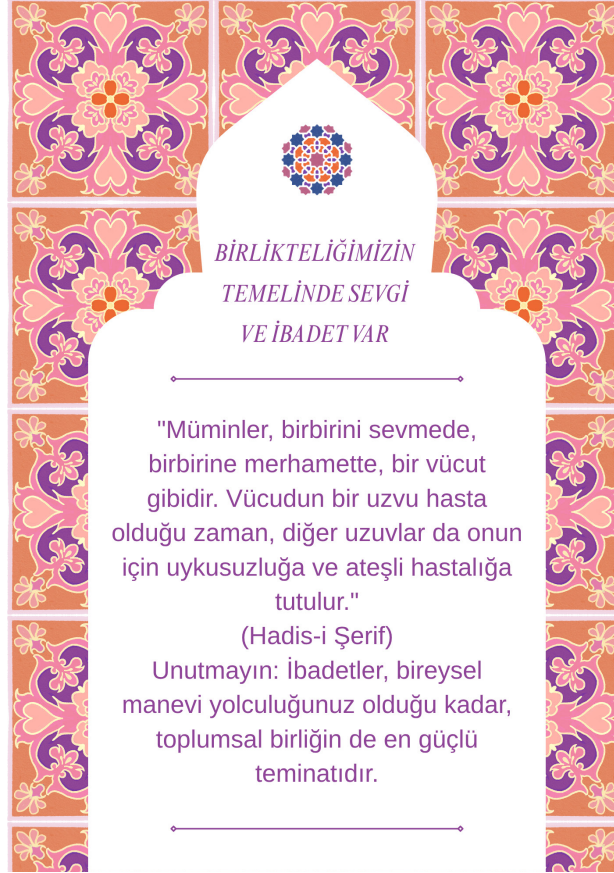 BİRLİKTELİĞİMİZİN
TEMELİNDE SEVGİ
VE İBADET VAR
"Müminler, birbirini sevmede,
birbirine merhamette, bir vücut
gibidir. Vücudun bir uzvu hasta
olduğu zaman, diğer uzuvlar da onun
için uykusuzluğa ve ateşli hastalığa
tutulur."
(Hadis-i Şerif)
Unutmayın: İbadetler, bireysel
manevi yolculuğunuz olduğu kadar,
toplumsal birliğin de en güçlü
teminatıdır.